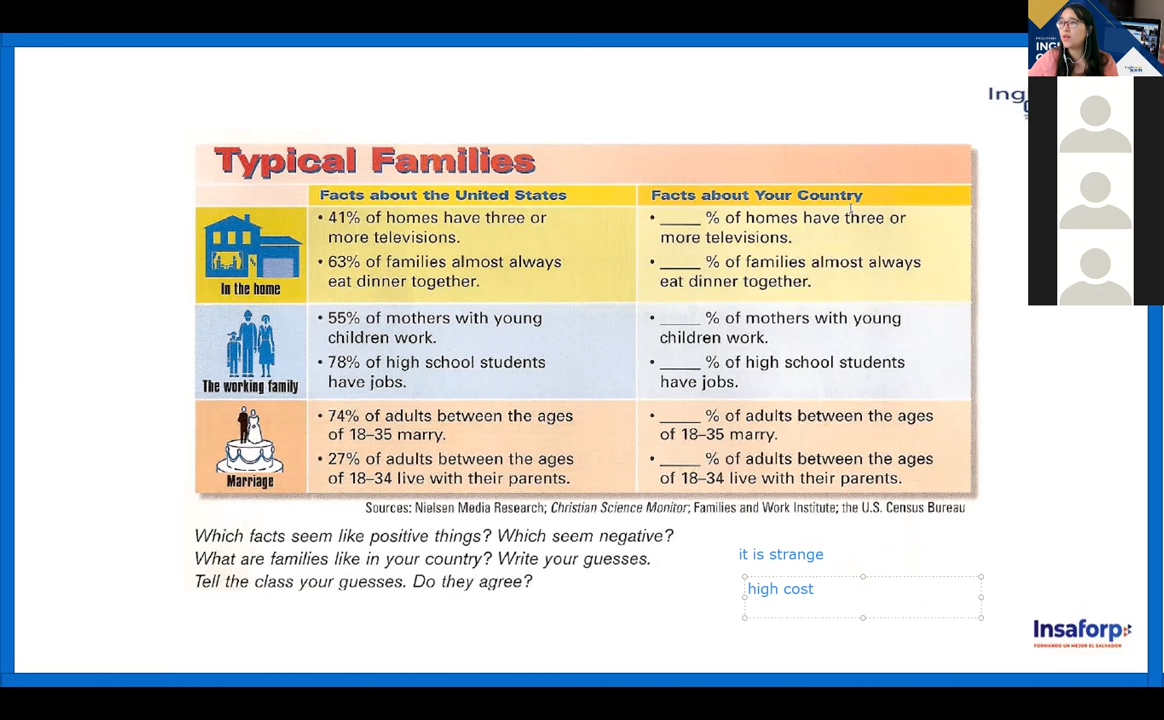 Typical Families
Facts about the United States
Facts about Your Country
In the home
• 41% of homes have three or
more televisions.
• 63% of families almost always
eat dinner together.
• ____ % of homes have three or
more televisions.
• ____ % of families almost always
eat dinner together.
The working family
• 55% of mothers with young
children work.
• 78% of high school students
have jobs.
• ____ % of mothers with young
children work.
• ____ % of high school students
have jobs.
Marriage
• 74% of adults between the ages
of 18–35 marry.
• 27% of adults between the ages
of 18–34 live with their parents.
• ____ % of adults between the ages
of 18–35 marry.
• ____ % of adults between the ages
of 18–34 live with their parents.
Sources: Nielsen Media Research; Christian Science Monitor; Families and Work Institute; the U.S. Census Bureau
Which facts seem like positive things? Which seem negative?
What are families like in your country? Write your guesses.
Tell the class your guesses. Do they agree?
it is strange
high cost
Ing
Insaforp
FORMANDO UN MEJOR EL SALVADOR